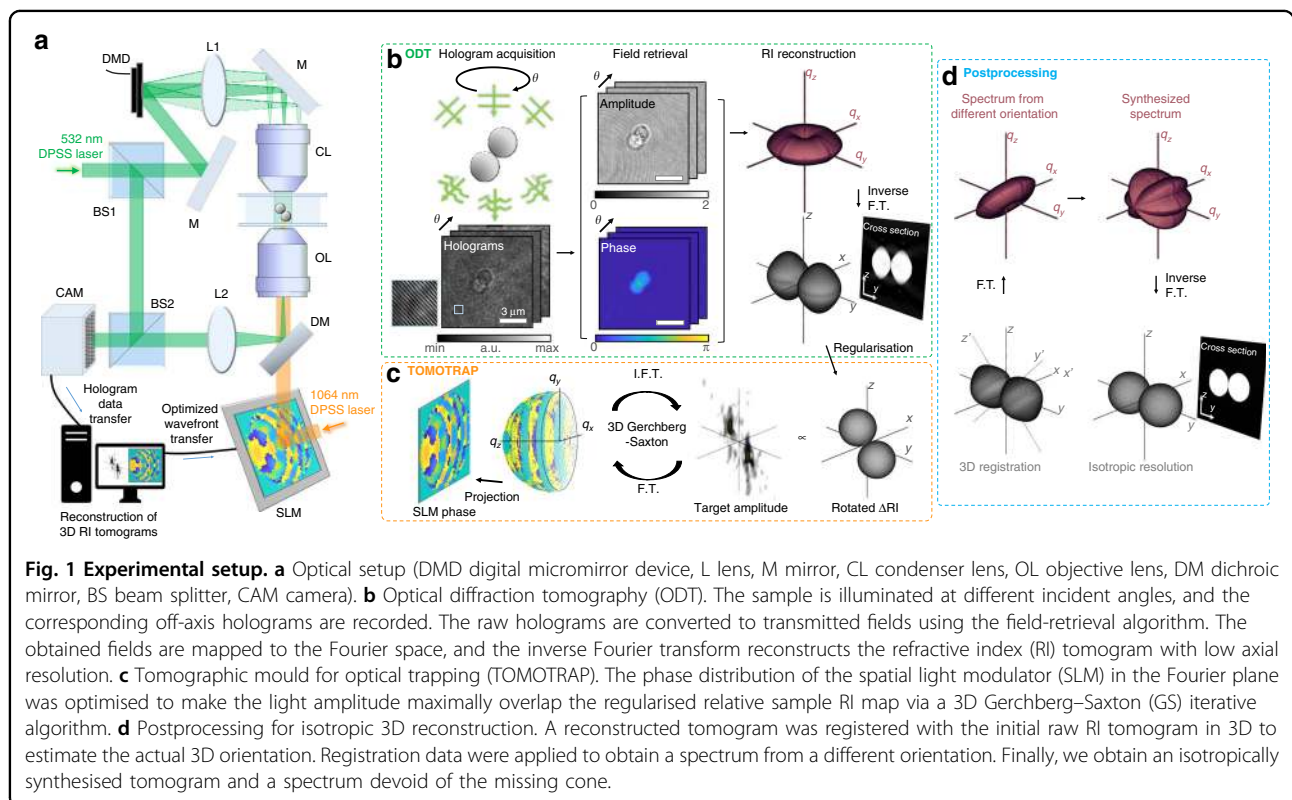 a
DMD
L1
M
532 nm
DPSS laser
CL
BS1
M
OL
CAM
BS2
L2
DM
Hologram
data
transfer
Optimized
wavefront
transfer
1064 nm
DPSS laser
Reconstruction of
3D RI tomograms
SLM
b ODT
Hologram acquisition
Field retrieval
RI reconstruction
θ
θ
Amplitude
0 2
θ
Holograms
3 μm
min a.u. max
θ
Phase
0 π
qz
qx
qy
Inverse
F.T.
z
x
y
Cross section
z
y
Regularisation
c TOMOTRAP
SLM phase
Projection
qy
qx
qz
I.F.T.
3D Gerchberg
-Saxton
F.T.
Target amplitude
∝
z
x
y
Rotated ΔRI
d Postprocessing
Spectrum from
different orientation
Synthesized
spectrum
qz
qx
qy
qz
qx
qy
F.T.
Inverse
F.T.
z'
z
y'
x
x'
y
3D registration
z
x
y
Isotropic resolution
Cross section
z
y
Fig. 1 Experimental setup. a Optical setup (DMD digital micromirror device, L lens, M mirror, CL condenser lens, OL objective lens, DM dichroic
mirror, BS beam splitter, CAM camera). b Optical diffraction tomography (ODT). The sample is illuminated at different incident angles, and the
corresponding off-axis holograms are recorded. The raw holograms are converted to transmitted fields using the field-retrieval algorithm. The
obtained fields are mapped to the Fourier space, and the inverse Fourier transform reconstructs the refractive index (RI) tomogram with low axial
resolution. c Tomographic mould for optical trapping (TOMOTRAP). The phase distribution of the spatial light modulator (SLM) in the Fourier plane
was optimised to make the light amplitude maximally overlap the regularised relative sample RI map via a 3D Gerchberg–Saxton (GS) iterative
algorithm. d Postprocessing for isotropic 3D reconstruction. A reconstructed tomogram was registered with the initial raw RI tomogram in 3D to
estimate the actual 3D orientation. Registration data were applied to obtain a spectrum from a different orientation. Finally, we obtain an isotropically
synthesised tomogram and a spectrum devoid of the missing cone.